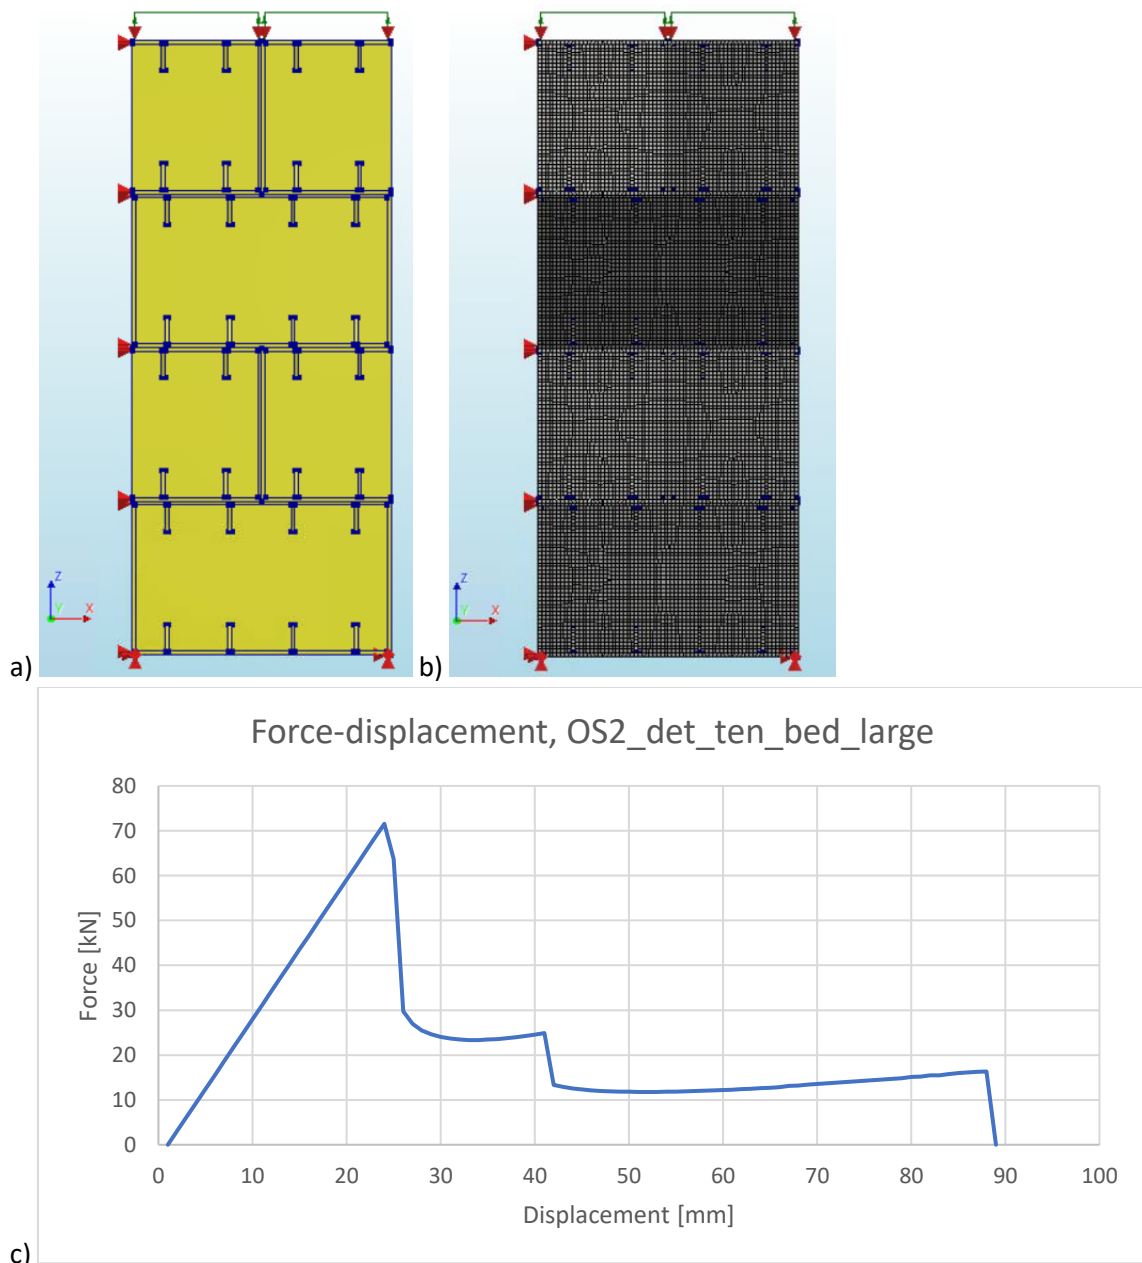 Z
Y
X
Z
Y
X
a)
b)
Force-displacement, OS2_det_ten_bed_large
80
70
60
50
40
30
20
10
0
Force [kN]
0 10 20 30 40 50 60 70 80 90 100
Displacement [mm]
c)